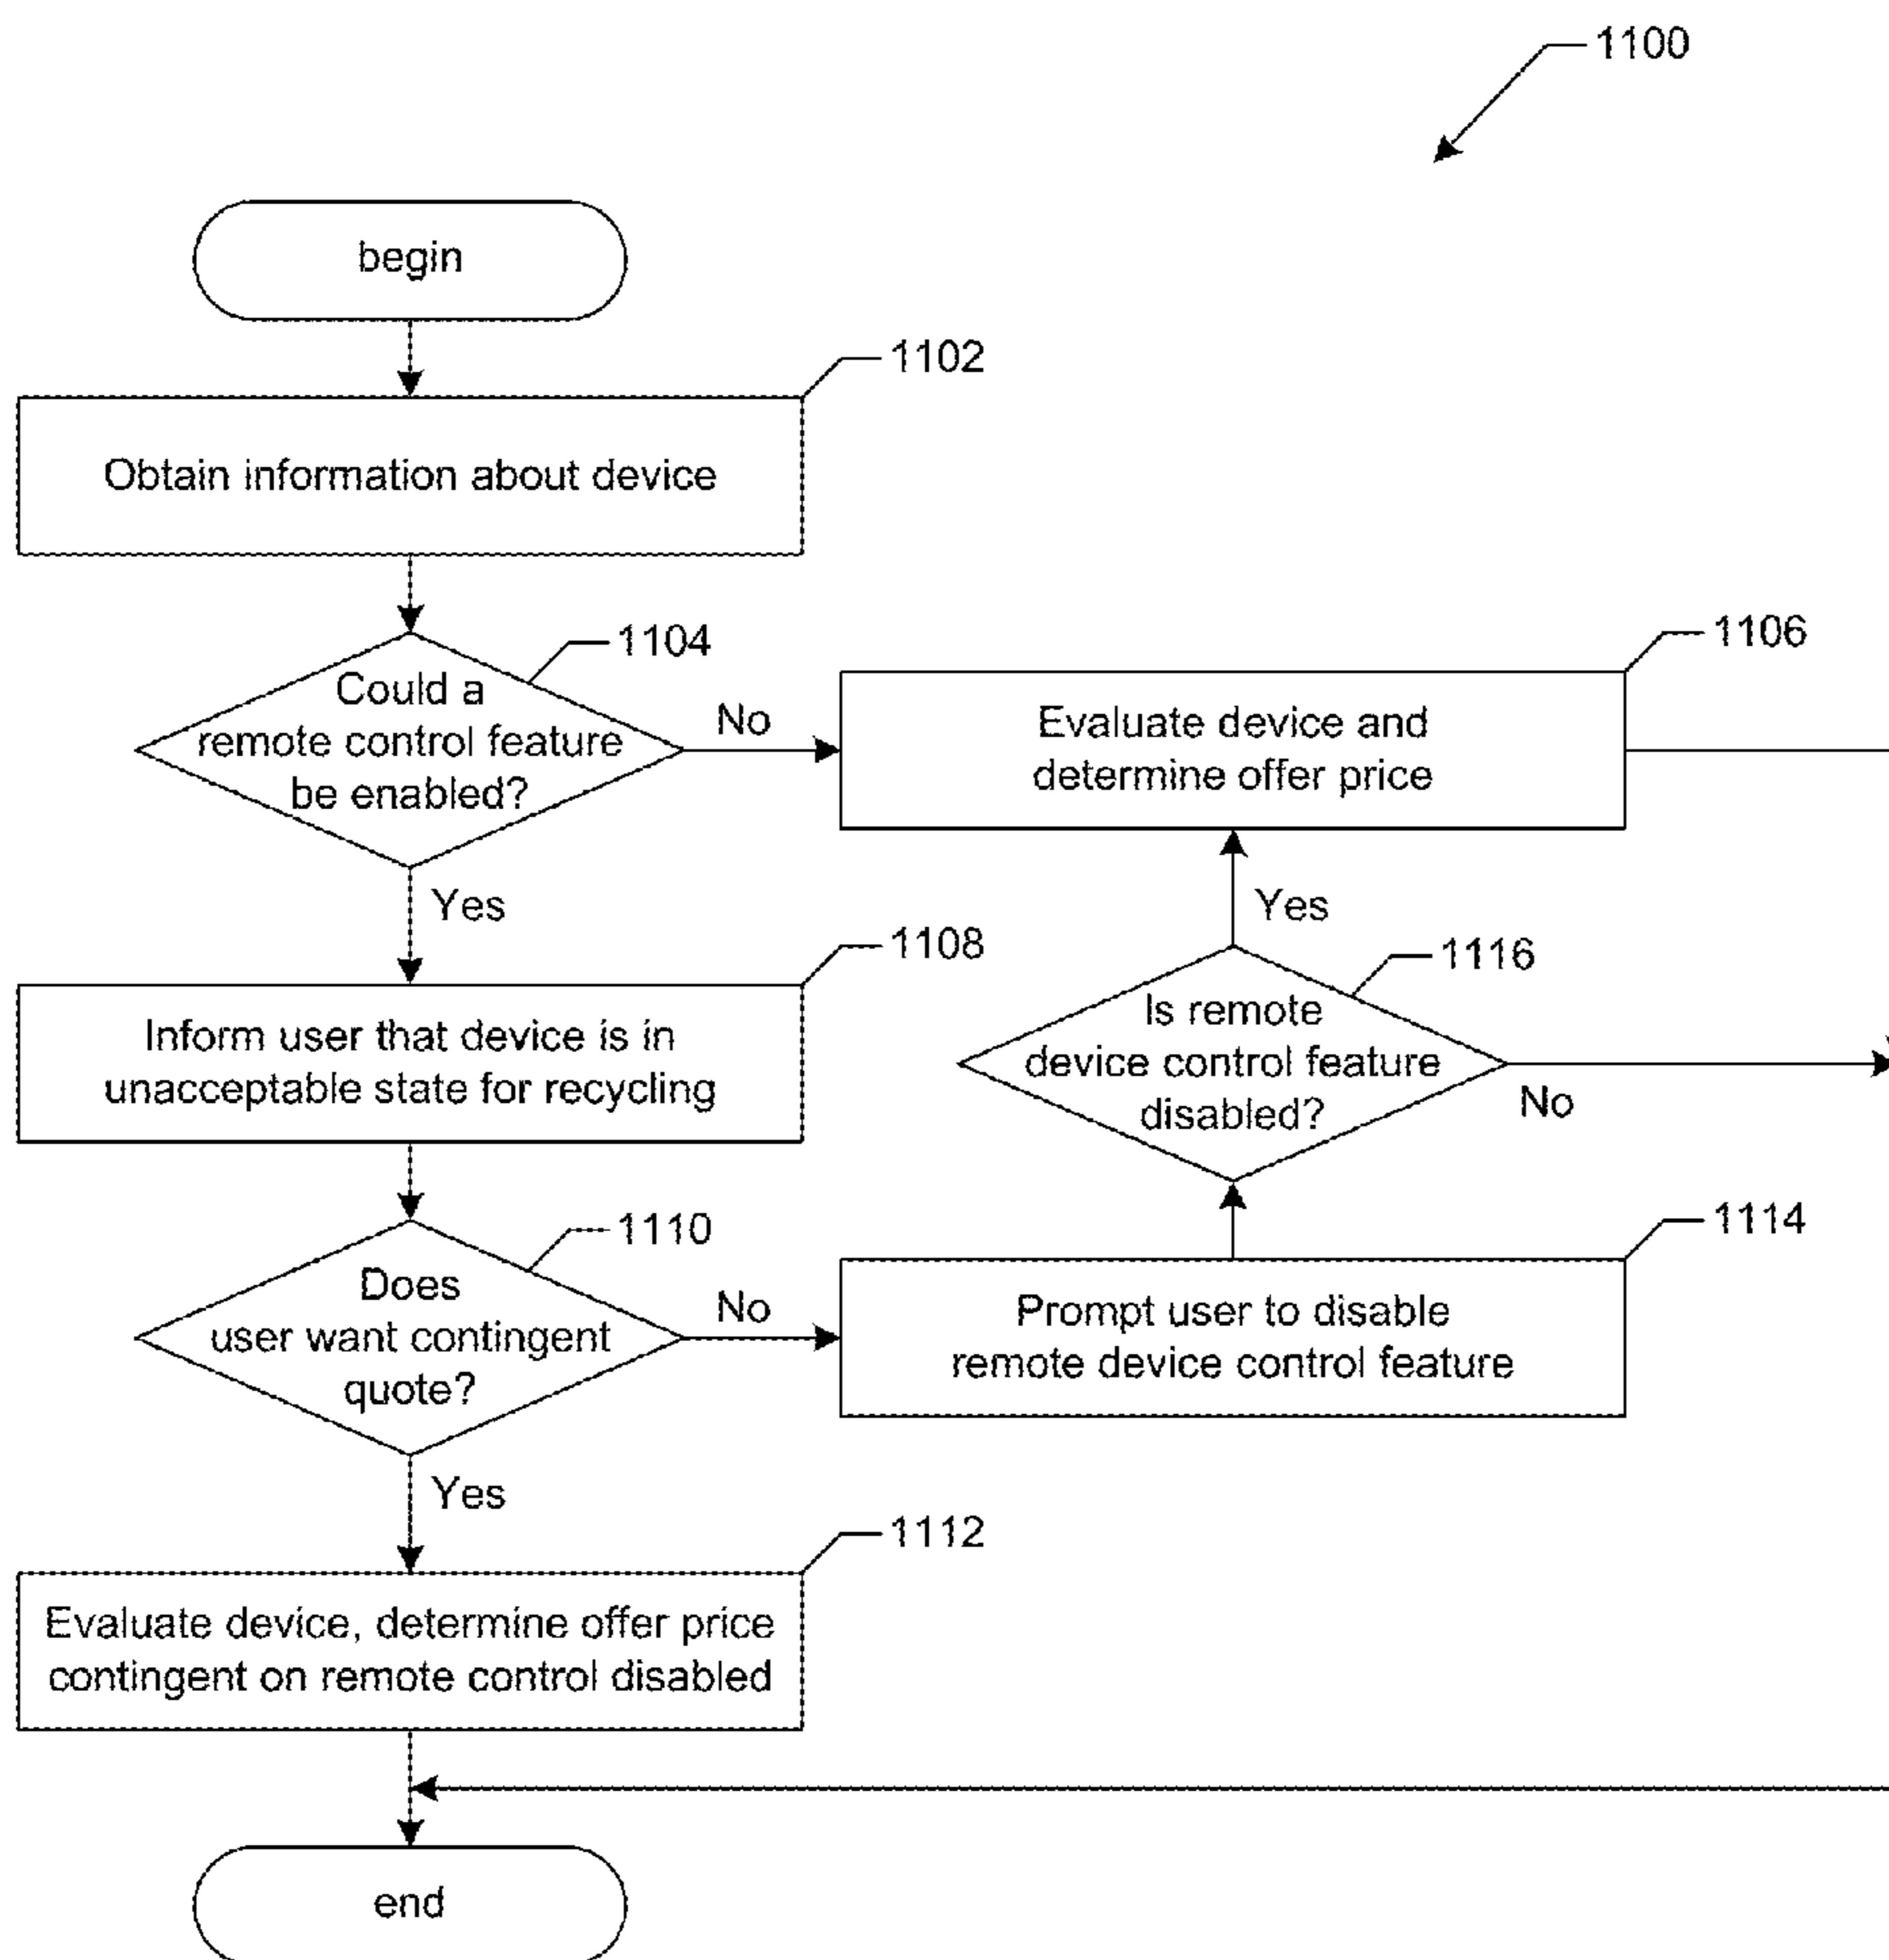 1100
begin
1102
Obtain information about device
1104
Could a
remote control feature
be enabled?
No
1106
Evaluate device and
determine offer price
Yes
1108
Inform user that device is in
unacceptable state for recycling
Yes
1116
Is remote
device control feature
disabled?
No
1110
Does
user want contingent
quote?
No
1114
Prompt user to disable
remote device control feature
Yes
1112
Evaluate device, determine offer price
contingent on remote control disabled
end